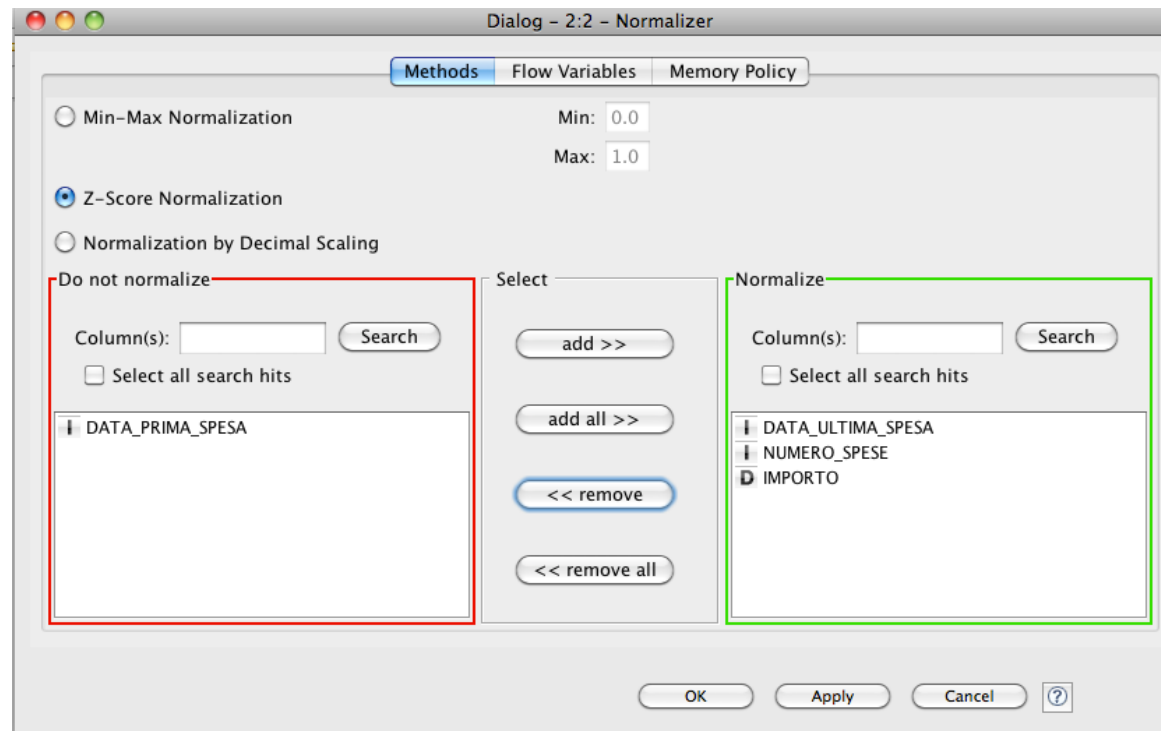 Dialog - 2:2 - Normalizer
Methods Flow Variables Memory Policy
Min-Max Normalization Min: 0.0
Max: 1.0
Z-Score Normalization
Normalization by Decimal Scaling
Do not normalize Select Normalize
Column(s): Search add >> Column(s): Search
Select all search hits Select all search hits
I DATA_PRIMA_SPESA add all >> I DATA_ULTIMA_SPESA
I NUMERO_SPESE
D IMPORTO
<< remove
<< remove all
OK Apply Cancel ?